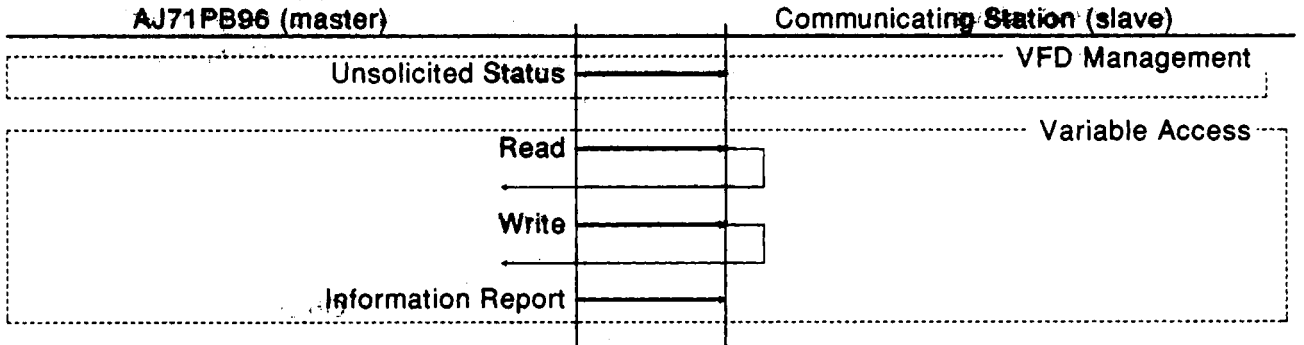 AJ71PB96 (master) Communicating Station (slave)
VFD Management
Unsolicited Status
Variable Access
Read
Write
Information Report